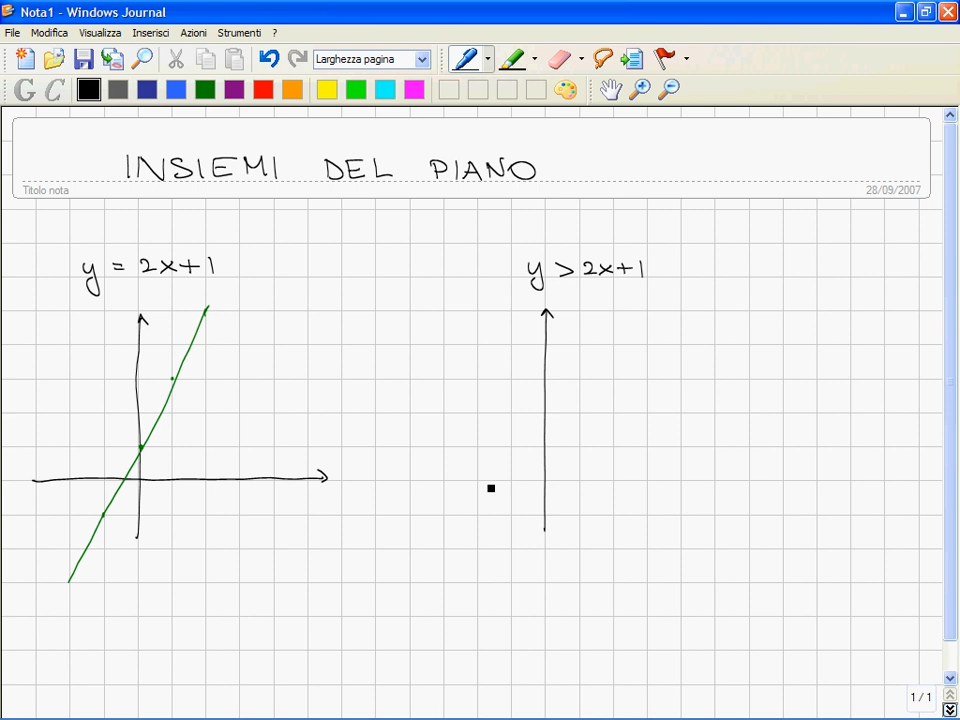 Nota1 - Windows Journal
File Modifica Visualizza Inserisci Azioni Strumenti ?
Larghezza pagina
G C
INSIEMI DEL PIANO
Titolo nota 28/09/2007
y = 2x+1 y > 2x+1
1 / 1